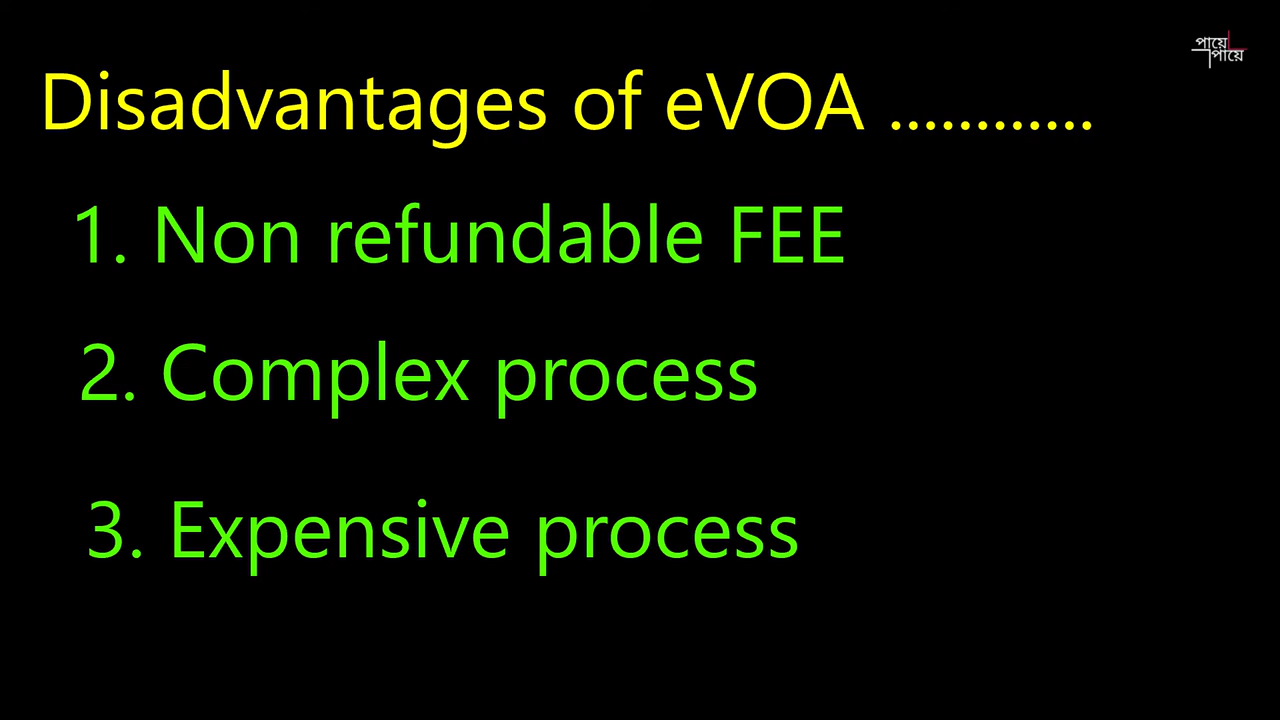 পায়ে
পায়ে
Disadvantages of eVOA ............
1. Non refundable FEE
2. Complex process
3. Expensive process